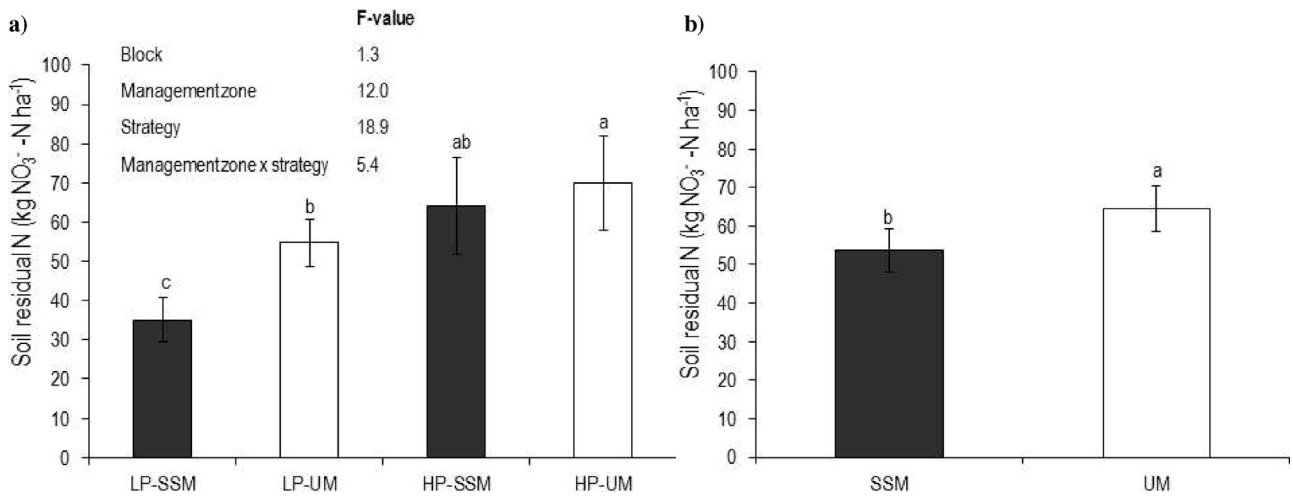 a)
F-value
Block 1.3
Managementzone 12.0
Strategy 18.9
Managementzone x strategy 5.4
Soil residual N (kg NO₃⁻ -N ha⁻¹)
100
90
80
70
60
50
40
30
20
10
0
c
b
ab
a
LP-SSM LP-UM HP-SSM HP-UM
b)
Soil residual N (kg NO₃⁻ -N ha⁻¹)
100
90
80
70
60
50
40
30
20
10
0
b
a
SSM UM